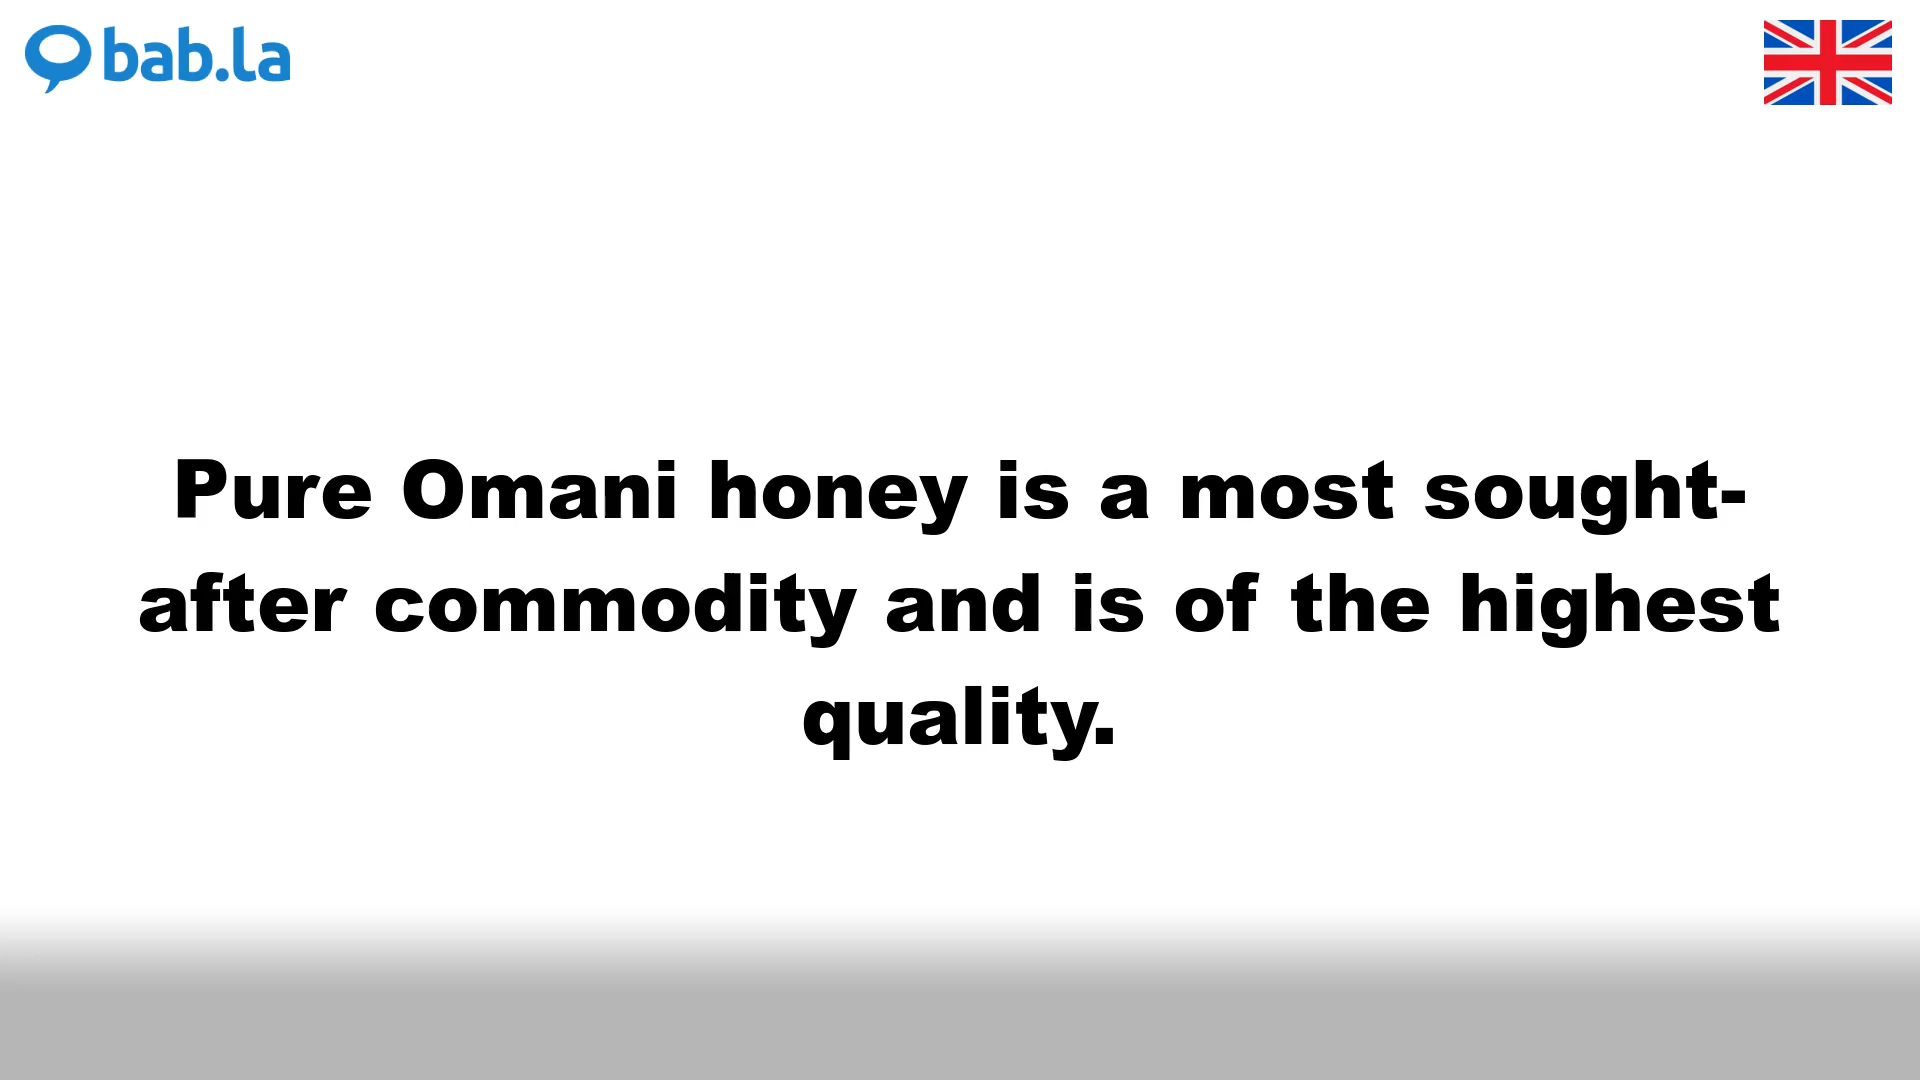 bab.la
Pure Omani honey is a most sought-
after commodity and is of the highest
quality.